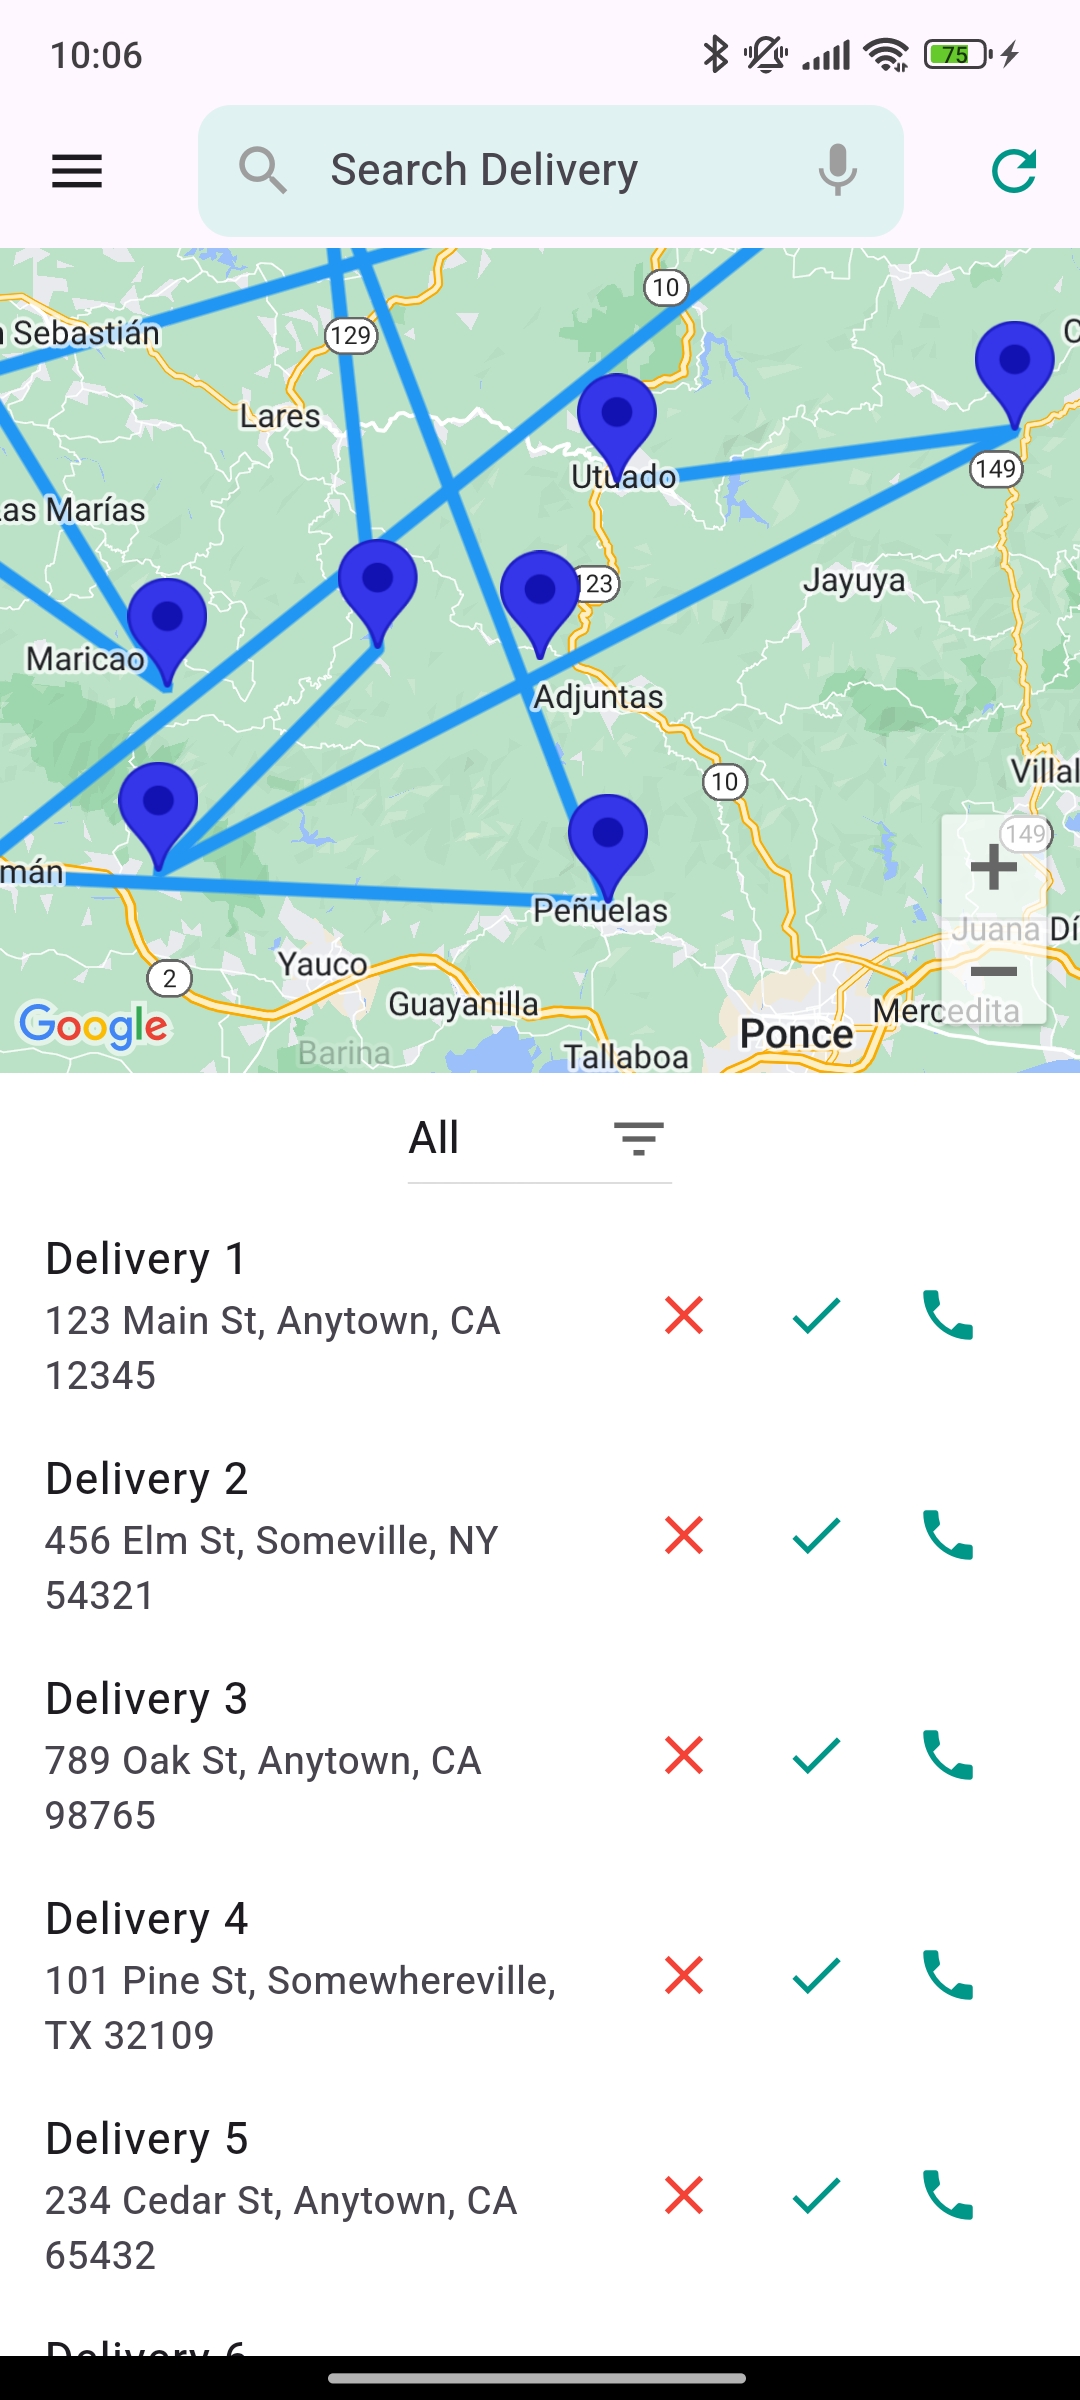 10:06
75
Search Delivery
10
n Sebastián
129
Lares
149
Utuado
as Marías
Jayuya
123
Maricao
Adjuntas
10
Villal
149
mán
Peñuelas
Juana Dí
Yauco
2
Guayanilla
Mercedita
Google
Ponce
Barina
Tallaboa
All
Delivery 1
123 Main St, Anytown, CA
12345
Delivery 2
456 Elm St, Someville, NY
54321
Delivery 3
789 Oak St, Anytown, CA
98765
Delivery 4
101 Pine St, Somewhereville,
TX 32109
Delivery 5
234 Cedar St, Anytown, CA
65432
Delivery 6